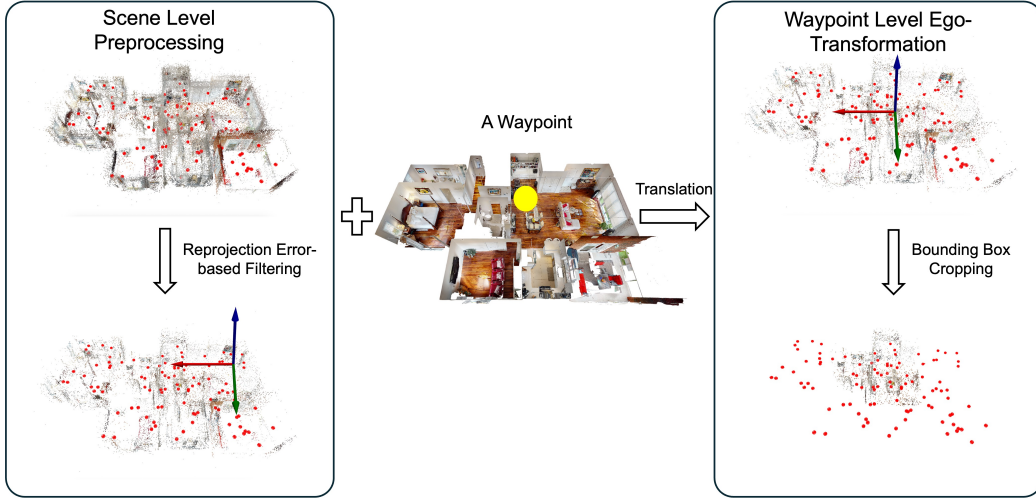 Scene Level
Preprocessing
Reprojection Error-
based Filtering
A Waypoint
Translation
Waypoint Level Ego-
Transformation
Bounding Box
Cropping